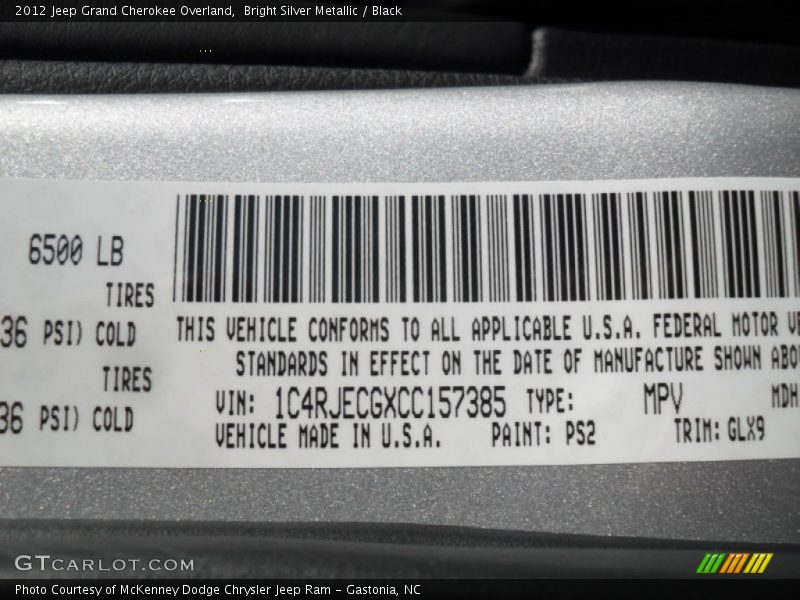 2012 Jeep Grand Cherokee Overland,  Bright Silver Metallic / Black
6500 LB
TIRES
36 PSI) COLD
TIRES
36 PSI) COLD
THIS VEHICLE CONFORMS TO ALL APPLICABLE U.S.A. FEDERAL MOTOR
STANDARDS IN EFFECT ON THE DATE OF MANUFACTURE SHOWN
VIN: 1C4RJECGXCC157385 TYPE: MPV MDH
VEHICLE MADE IN U.S.A. PAINT: PS2 TRIM: GLX9
GTCARLOT.COM
Photo Courtesy of McKenney Dodge Chrysler Jeep Ram - Gastonia, NC